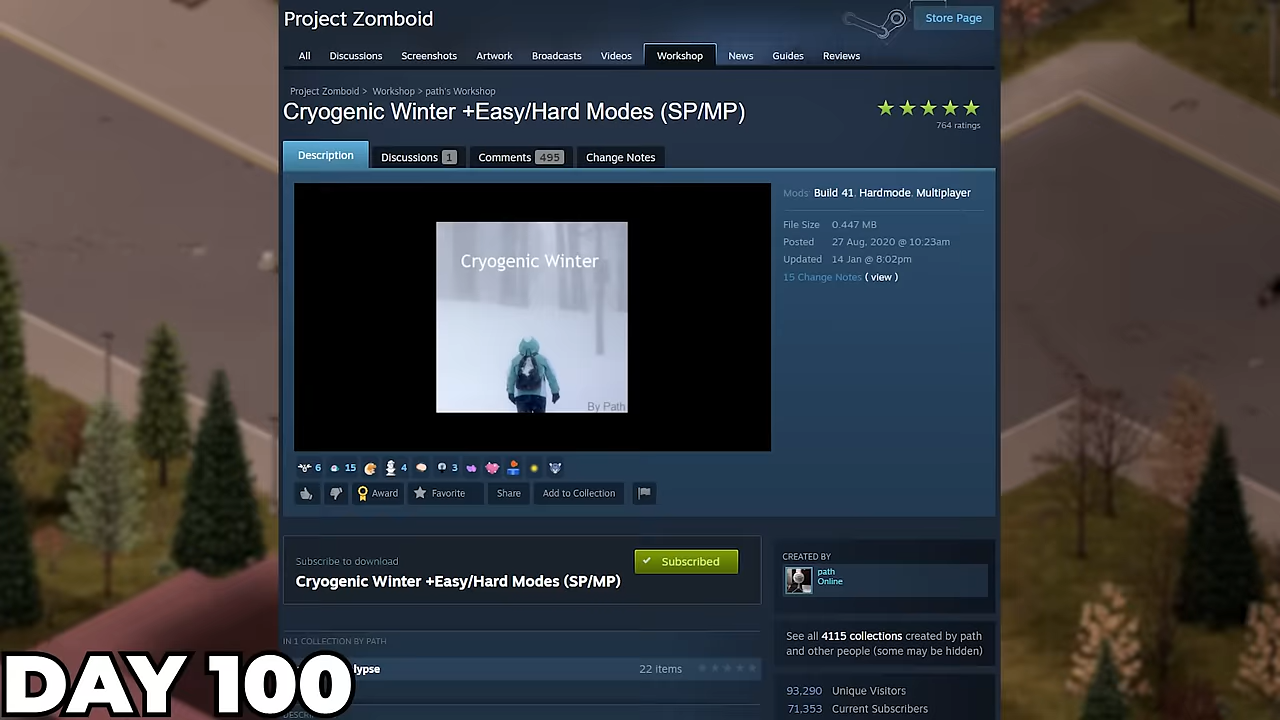 Project Zomboid
Store Page
All Discussions Screenshots Artwork Broadcasts Videos Workshop News Guides Reviews
Project Zomboid > Workshop > path's Workshop
Cryogenic Winter +Easy/Hard Modes (SP/MP)
764 ratings
Description Discussions 1 Comments 495 Change Notes
Cryogenic Winter
By Path
Mods: Build 41, Hardmode, Multiplayer
File Size 0.447 MB
Posted 27 Aug, 2020 @ 10:23am
Updated 14 Jan @ 8:02pm
15 Change Notes ( view )
6 15 4 3
Award Favorite Share Add to Collection
Subscribe to download
Cryogenic Winter +Easy/Hard Modes (SP/MP)
Subscribed
CREATED BY
path
Online
IN 1 COLLECTION BY PATH
lypse 22 items
See all 4115 collections created by path
and other people (some may be hidden)
93,290 Unique Visitors
71,353 Current Subscribers
DAY 100